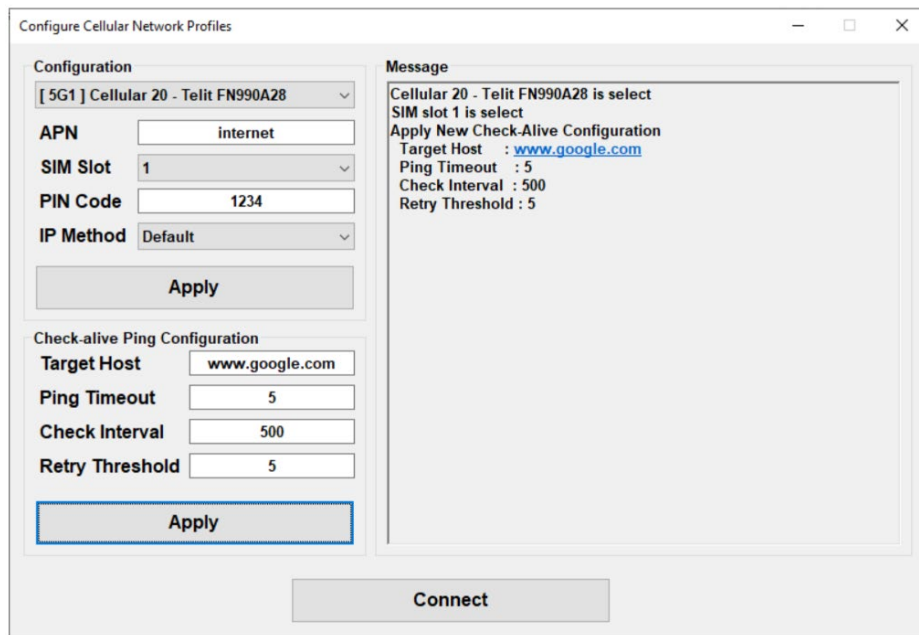 Configure Cellular Network Profiles
Configuration
[ 5G1 ] Cellular 20 - Telit FN990A28
APN internet
SIM Slot 1
PIN Code 1234
IP Method Default
Apply
Check-alive Ping Configuration
Target Host www.google.com
Ping Timeout 5
Check Interval 500
Retry Threshold 5
Apply
Message
Cellular 20 - Telit FN990A28 is select
SIM slot 1 is select
Apply New Check-Alive Configuration
Target Host : www.google.com
Ping Timeout : 5
Check Interval : 500
Retry Threshold : 5
Connect